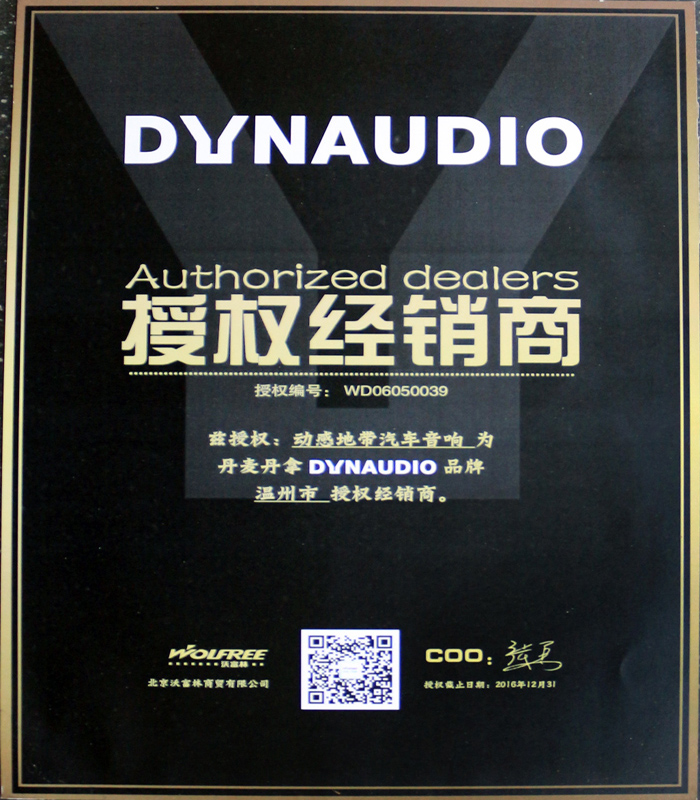 DYNAUDIO
Authorized dealers
授权经销商
授权编号： WD06050039
兹授权：动感地带汽车音响 为
丹麦丹拿 DYNAUDIO 品牌
温州市 授权经销商。
WOLFREE
沃富林
北京沃富林商贸有限公司
COO：
授权截止日期：2016年12月31